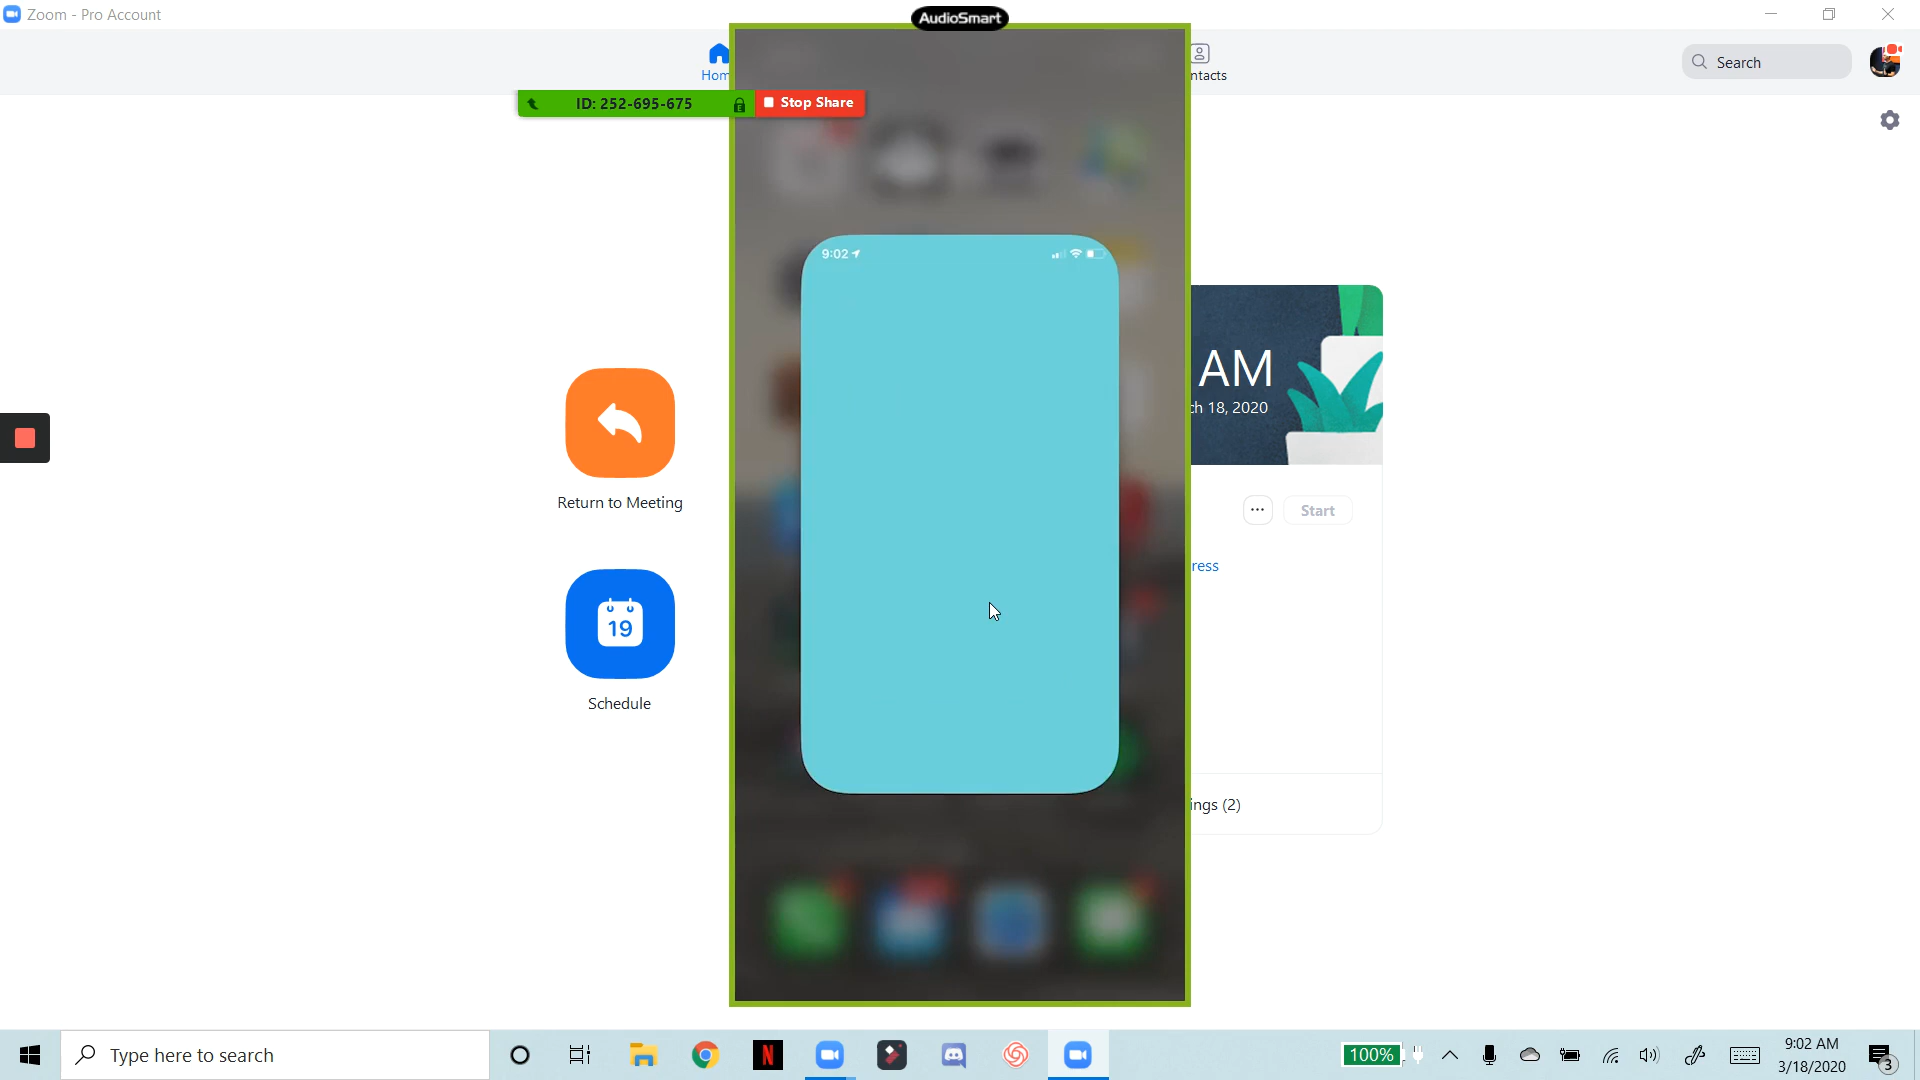 Zoom - Pro Account
AudioSmart
Hom
ntacts
Search
ID: 252-695-675
Stop Share
9:02
AM
ch 18, 2020
Return to Meeting
Start
ress
19
Schedule
ings (2)
Type here to search
N
100%
9:02 AM
3/18/2020
3